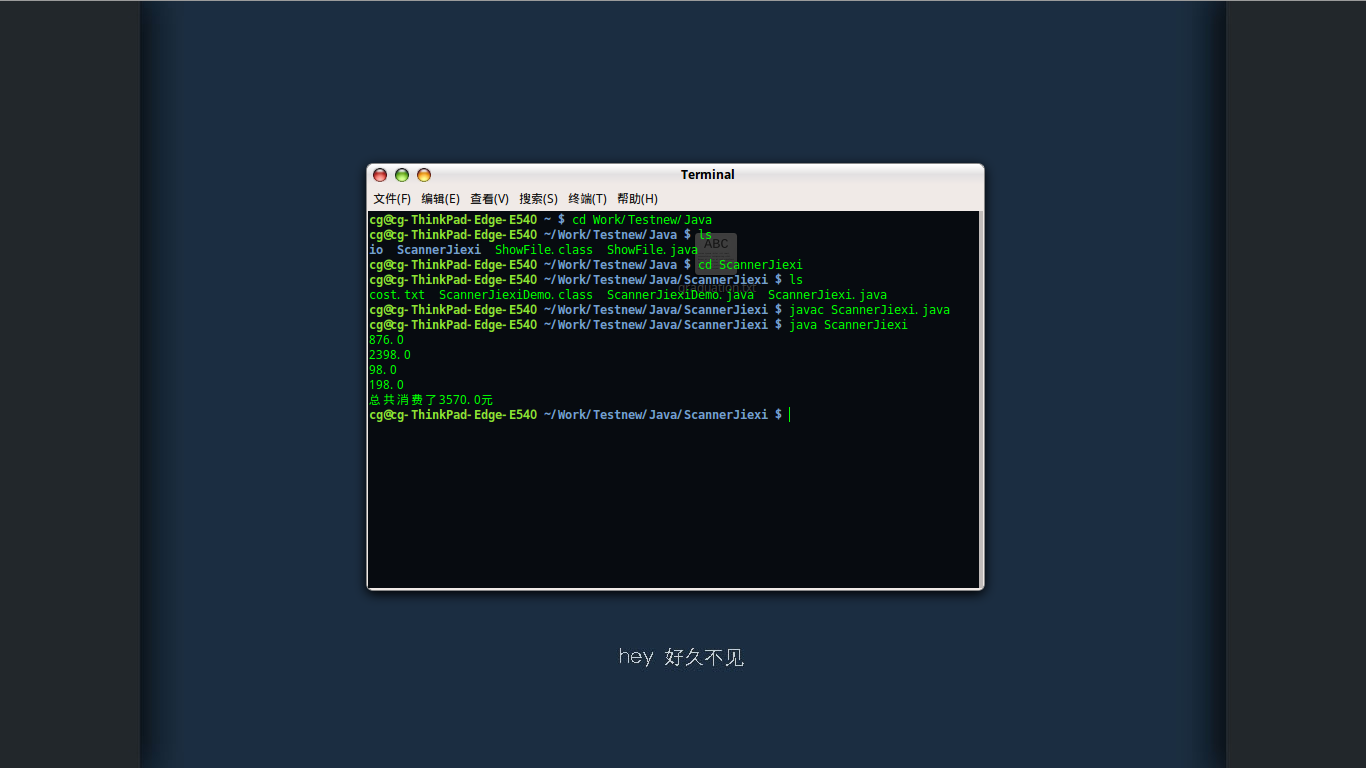 Terminal
文件(F) 编辑(E) 查看(V) 搜索(S) 终端(T) 帮助(H)
cg@cg-ThinkPad-Edge-E540 ~ $ cd Work/Testnew/Java
cg@cg-ThinkPad-Edge-E540 ~/Work/Testnew/Java $ ls
io ScannerJiexi ShowFile.class ShowFile.java
ABC
cg@cg-ThinkPad-Edge-E540 ~/Work/Testnew/Java $ cd ScannerJiexi
cg@cg-ThinkPad-Edge-E540 ~/Work/Testnew/Java/ScannerJiexi $ ls
graduation.txt
cost.txt ScannerJiexiDemo.class ScannerJiexiDemo.java ScannerJiexi.java
cg@cg-ThinkPad-Edge-E540 ~/Work/Testnew/Java/ScannerJiexi $ javac ScannerJiexi.java
cg@cg-ThinkPad-Edge-E540 ~/Work/Testnew/Java/ScannerJiexi $ java ScannerJiexi
876.0
2398.0
98.0
198.0
总共消费了3570.0元
cg@cg-ThinkPad-Edge-E540 ~/Work/Testnew/Java/ScannerJiexi $
hey 好久不见